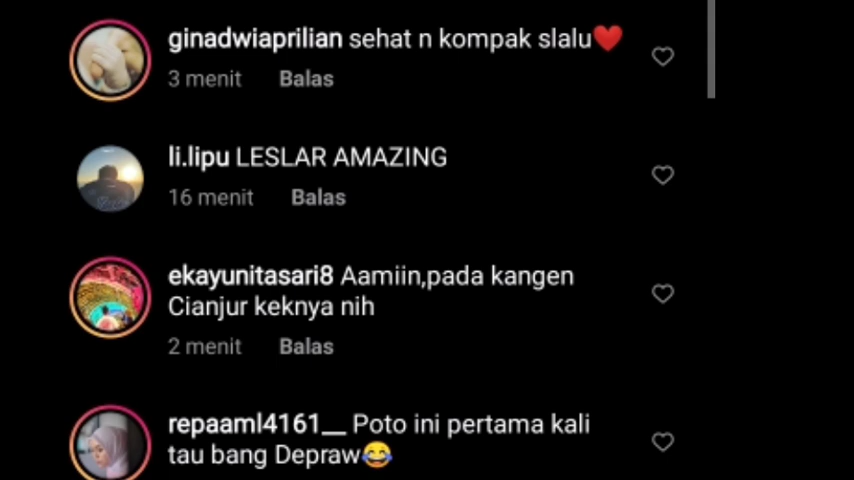 ginadwiaprilian sehat n kompak slalu❤️
3 menit Balas
li.lipu LESLAR AMAZING
16 menit Balas
ekayunitasari8 Aamiin,pada kangen
Cianjur keknya nih
2 menit Balas
repaaml4161__ Poto ini pertama kali
tau bang Depraw😂